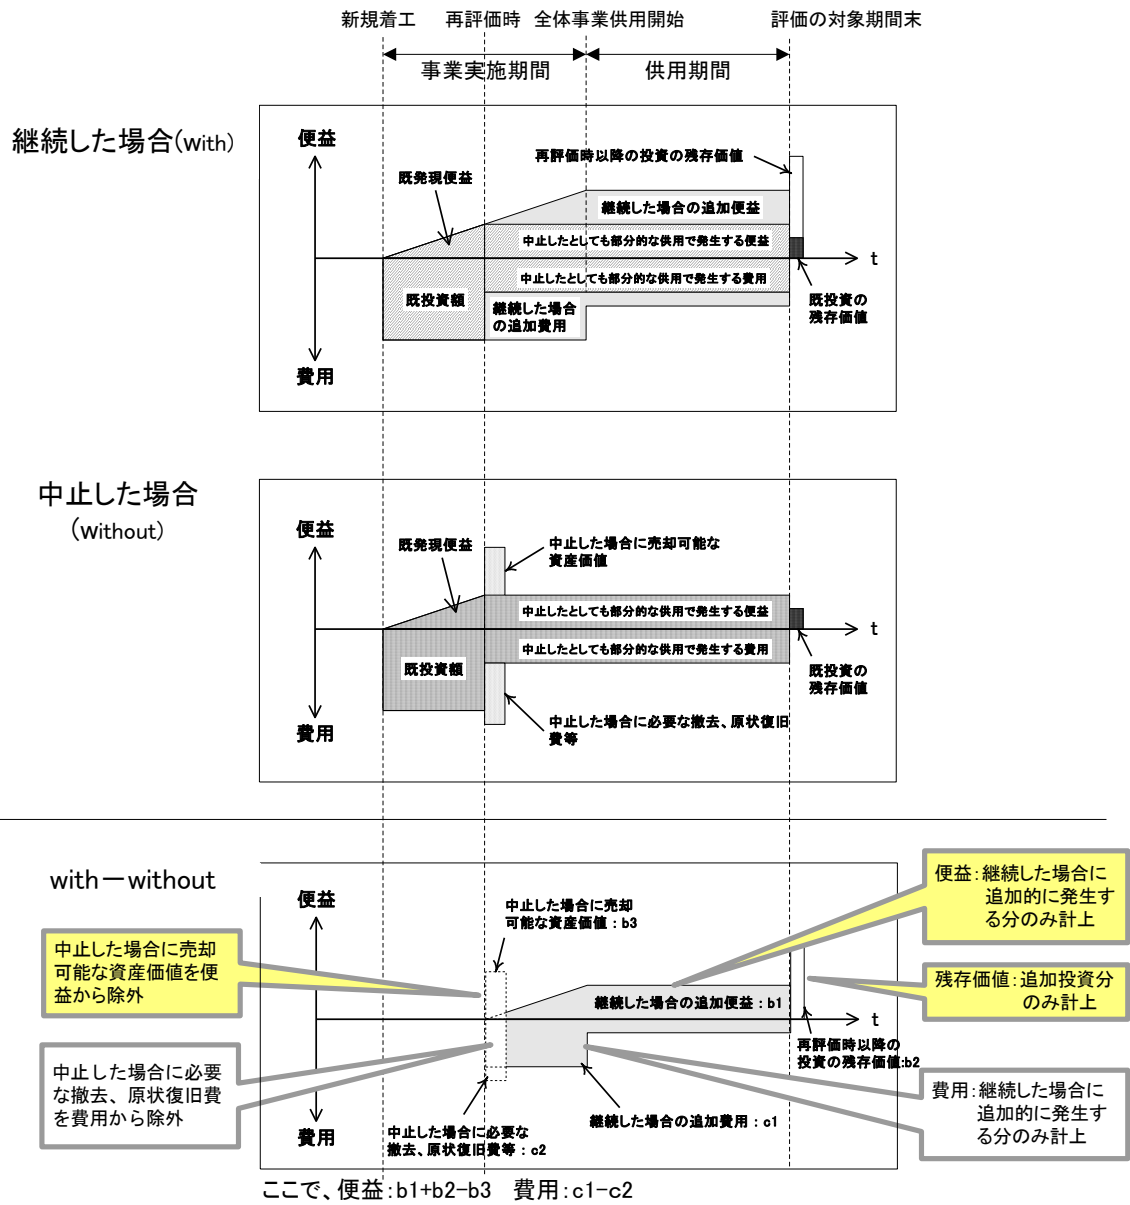 新規着工 再評価時 全体事業供用開始 評価の対象期間末
事業実施期間 供用期間
継続した場合(with)
便益
再評価時以降の投資の残存価値
既発現便益
継続した場合の追加便益
中止したとしても部分的な供用で発生する便益
t
中止したとしても部分的な供用で発生する費用
既投資額
継続した場合
の追加費用
既投資の
残存価値
費用
中止した場合
(without)
便益
既発現便益
中止した場合に売却可能な
資産価値
中止したとしても部分的な供用で発生する便益
t
中止したとしても部分的な供用で発生する費用
既投資額
既投資の
残存価値
中止した場合に必要な撤去、原状復旧
費等
費用
with－without
便益
中止した場合に売却
可能な資産価値：b3
便益：継続した場合に
追加的に発生す
る分のみ計上
中止した場合に売却
可能な資産価値を便
益から除外
残存価値：追加投資分
のみ計上
継続した場合の追加便益：b1
t
再評価時以降の
投資の残存価値：b2
中止した場合に必要
な撤去、原状復旧費
を費用から除外
費用：継続した場合に
追加的に発生す
る分のみ計上
継続した場合の追加費用：c1
費用
中止した場合に必要な
撤去、原状復旧費等：c2
ここで、便益：b1+b2-b3 費用：c1-c2